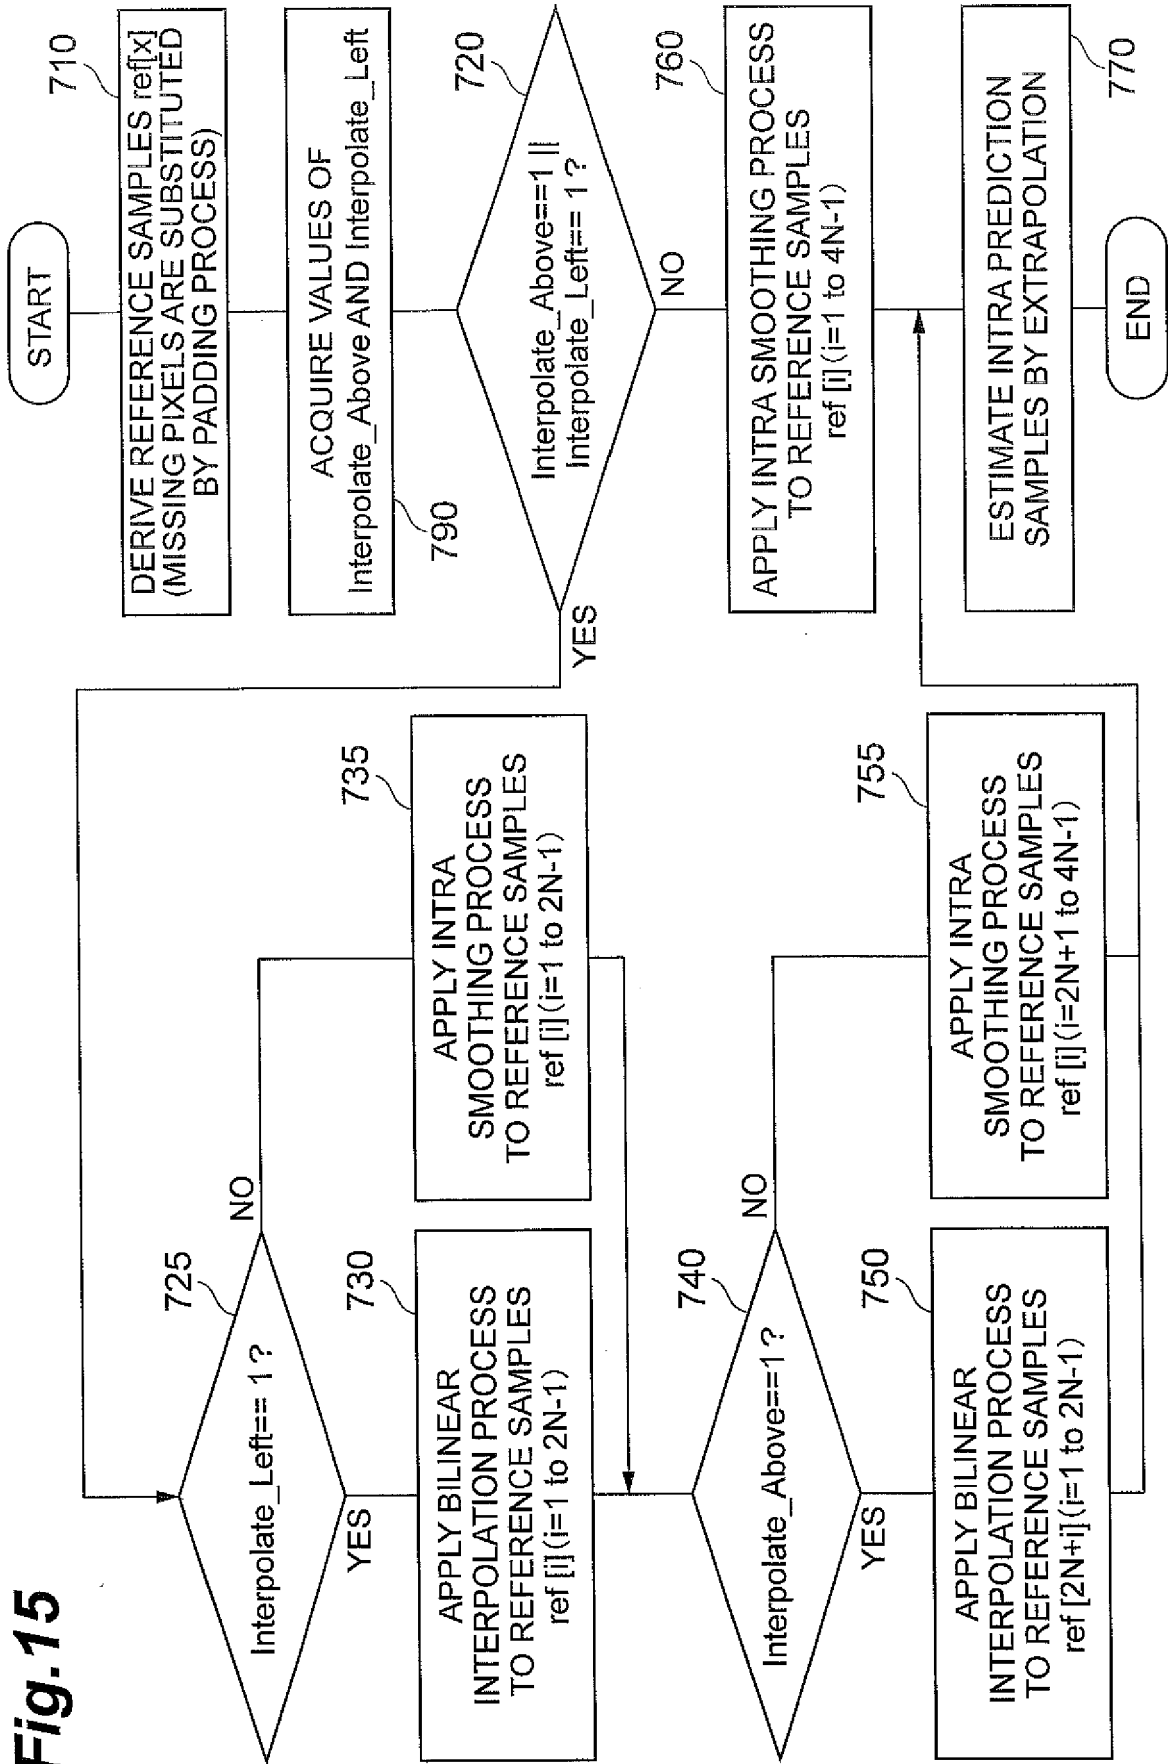 Fig.15
START
710
DERIVE REFERENCE SAMPLES ref[x]
(MISSING PIXELS ARE SUBSTITUTED
BY PADDING PROCESS)
ACQUIRE VALUES OF
Interpolate_Above AND Interpolate_Left
790
720
Interpolate_Above==1 ||
Interpolate_Left== 1 ?
YES
NO
725
Interpolate_Left== 1 ?
NO
YES
730
APPLY BILINEAR
INTERPOLATION PROCESS
TO REFERENCE SAMPLES
ref [i](i=1 to 2N-1)
735
APPLY INTRA
SMOOTHING PROCESS
TO REFERENCE SAMPLES
ref [i](i=1 to 2N-1)
740
Interpolate_Above==1 ?
NO
YES
750
APPLY BILINEAR
INTERPOLATION PROCESS
TO REFERENCE SAMPLES
ref [2N+i](i=1 to 2N-1)
755
APPLY INTRA
SMOOTHING PROCESS
TO REFERENCE SAMPLES
ref [i](i=2N+1 to 4N-1)
760
APPLY INTRA SMOOTHING PROCESS
TO REFERENCE SAMPLES
ref [i](i=1 to 4N-1)
ESTIMATE INTRA PREDICTION
SAMPLES BY EXTRAPOLATION
770
END